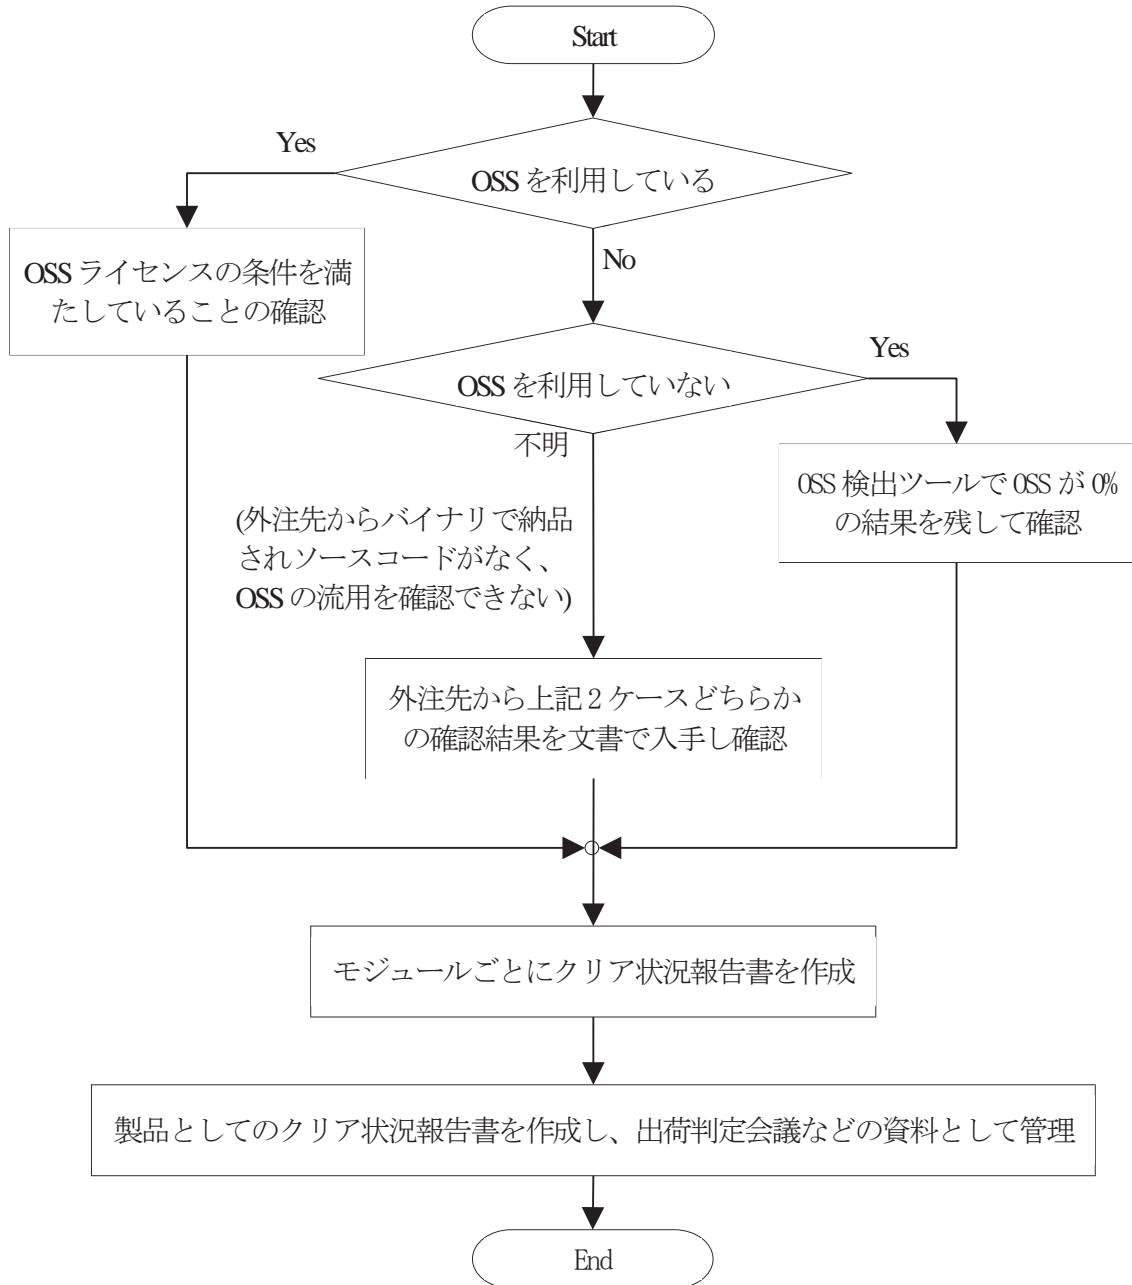 Start
Yes
OSS を利用している
No
OSS ライセンスの条件を満
たしていることの確認
Yes
OSS を利用していない
不明
OSS 検出ツールで OSS が 0%
の結果を残して確認
(外注先からバイナリで納品
されソースコードがなく、
OSS の流用を確認できない)
外注先から上記 2 ケースどちらか
の確認結果を文書で入手し確認
モジュールごとにクリア状況報告書を作成
製品としてのクリア状況報告書を作成し、出荷判定会議などの資料として管理
End